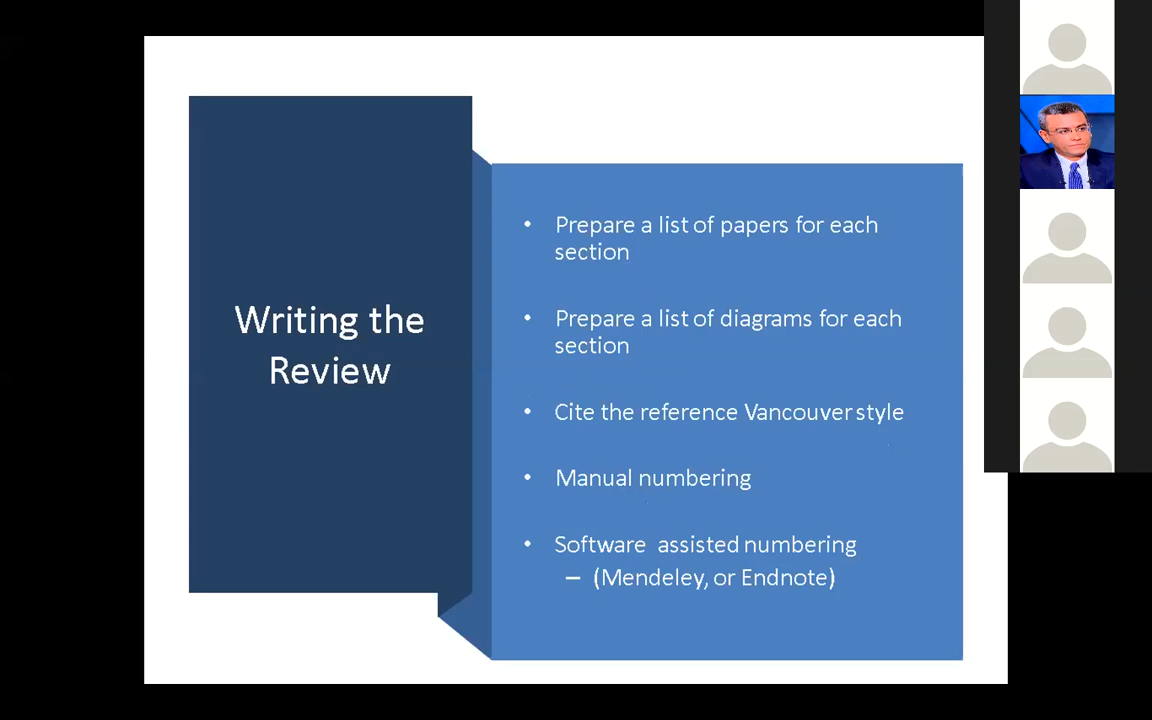 Writing the
Review
• Prepare a list of papers for each
section
• Prepare a list of diagrams for each
section
• Cite the reference Vancouver style
• Manual numbering
• Software assisted numbering
– (Mendeley, or Endnote)